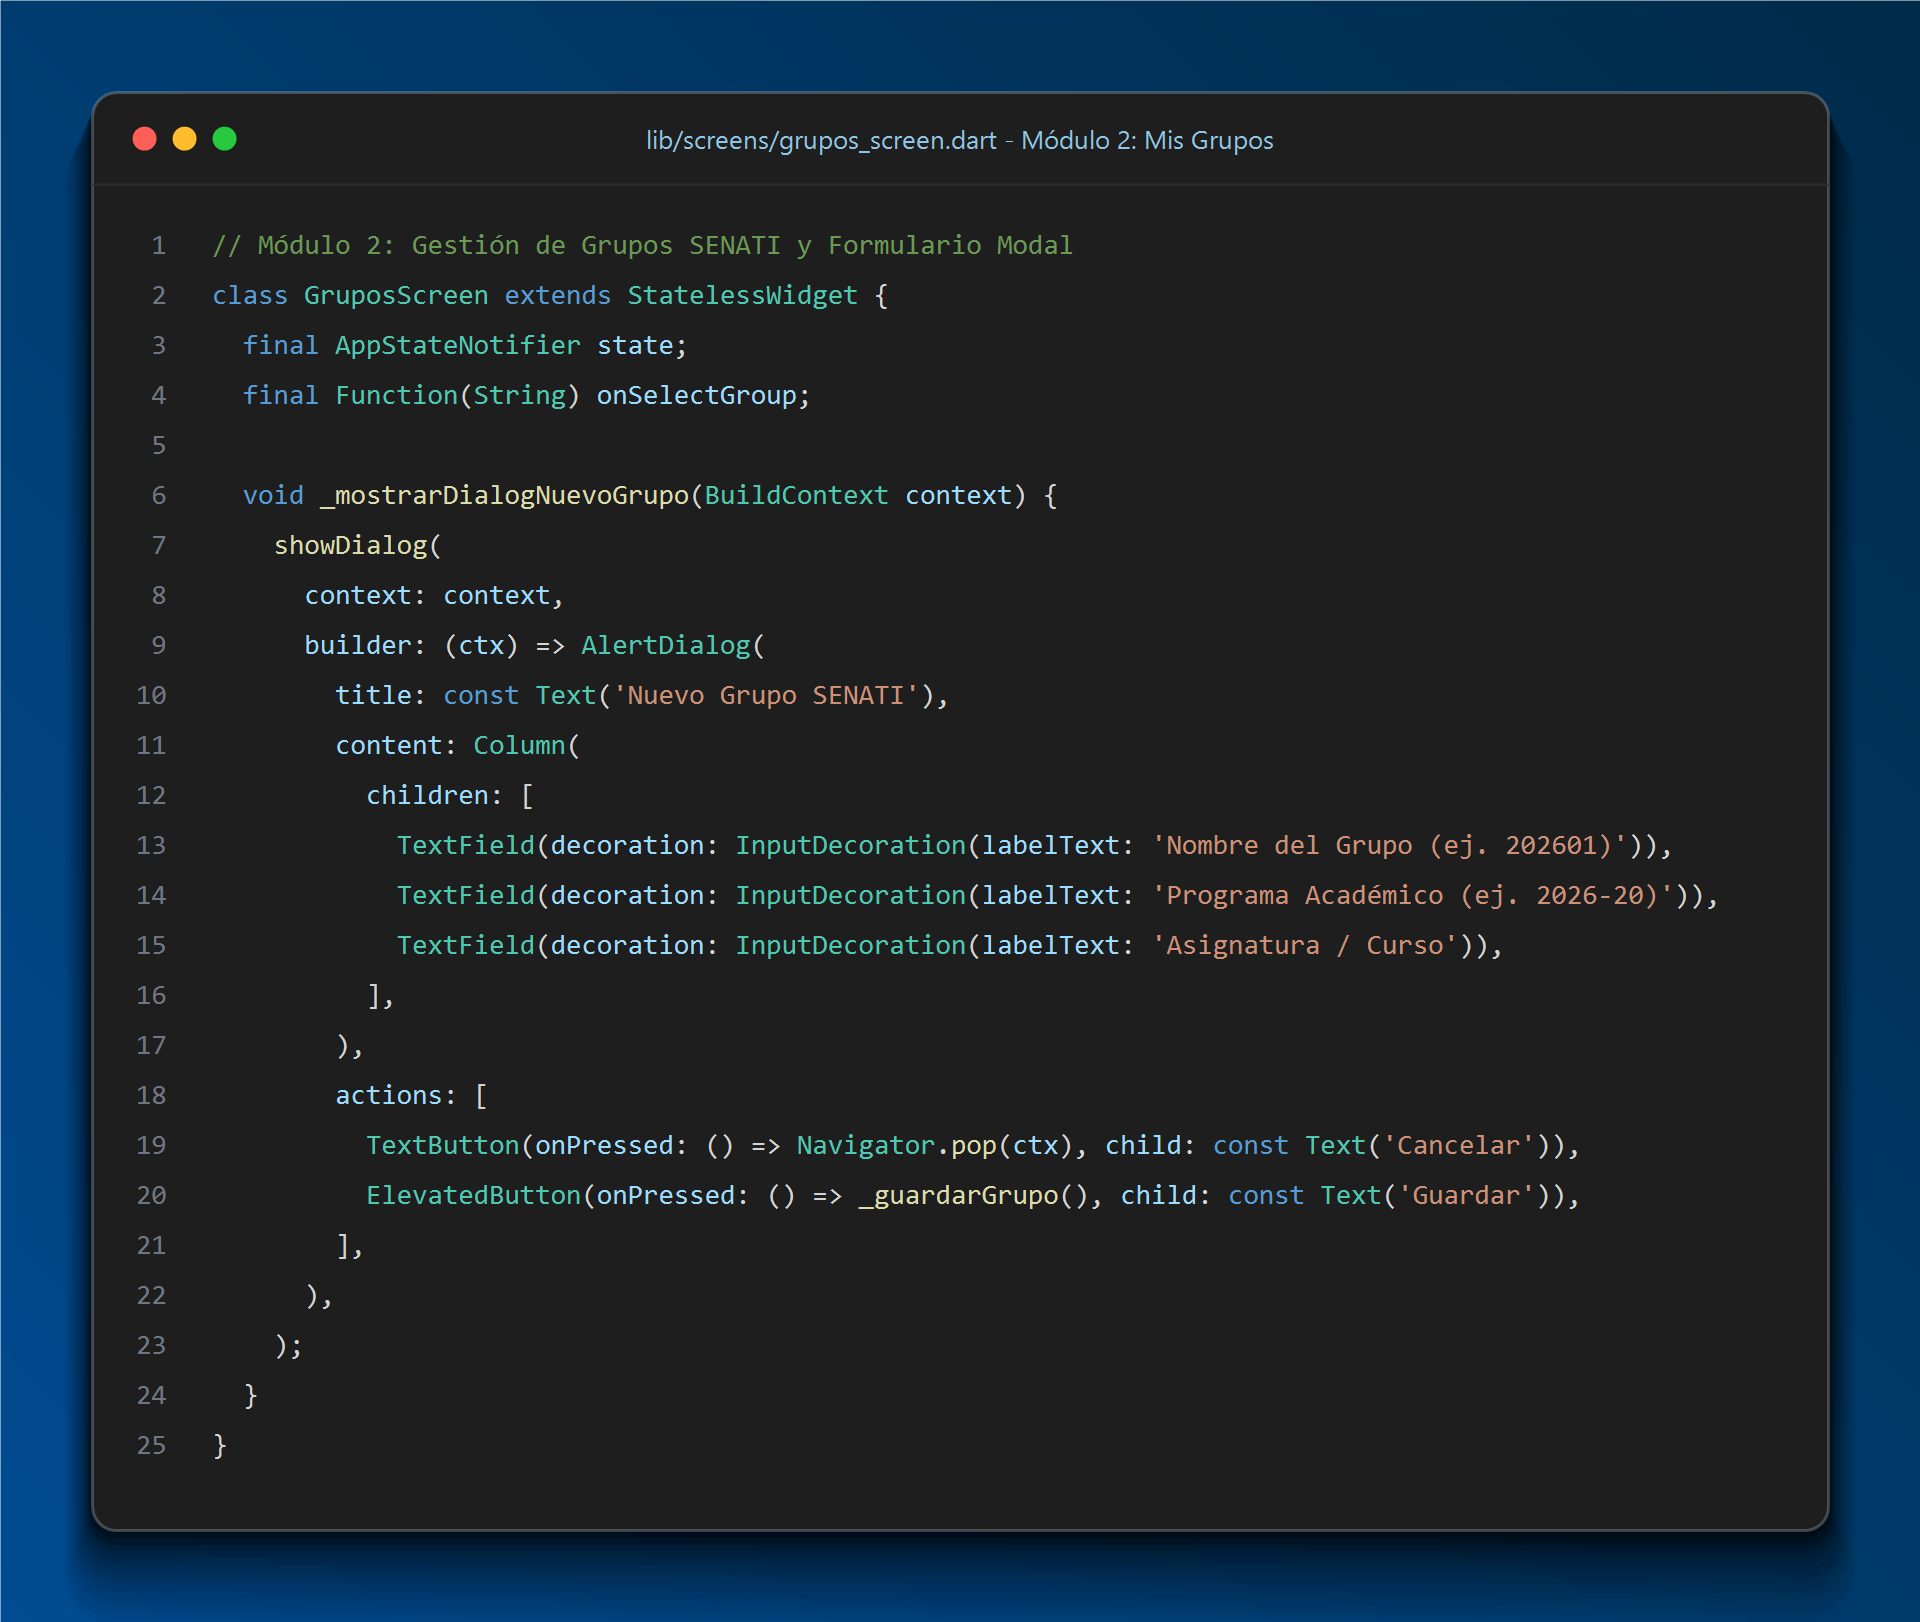 lib/screens/grupos_screen.dart - Módulo 2: Mis Grupos
1 // Módulo 2: Gestión de Grupos SENATI y Formulario Modal
2 class GruposScreen extends StatelessWidget {
3   final AppStateNotifier state;
4   final Function(String) onSelectGroup;
5
6   void _mostrarDialogNuevoGrupo(BuildContext context) {
7     showDialog(
8       context: context,
9       builder: (ctx) => AlertDialog(
10         title: const Text('Nuevo Grupo SENATI'),
11         content: Column(
12           children: [
13             TextField(decoration: InputDecoration(labelText: 'Nombre del Grupo (ej. 202601)')),
14             TextField(decoration: InputDecoration(labelText: 'Programa Académico (ej. 2026-20)')),
15             TextField(decoration: InputDecoration(labelText: 'Asignatura / Curso')),
16           ],
17         ),
18         actions: [
19           TextButton(onPressed: () => Navigator.pop(ctx), child: const Text('Cancelar')),
20           ElevatedButton(onPressed: () => _guardarGrupo(), child: const Text('Guardar')),
21         ],
22       ),
23     );
24   }
25 }